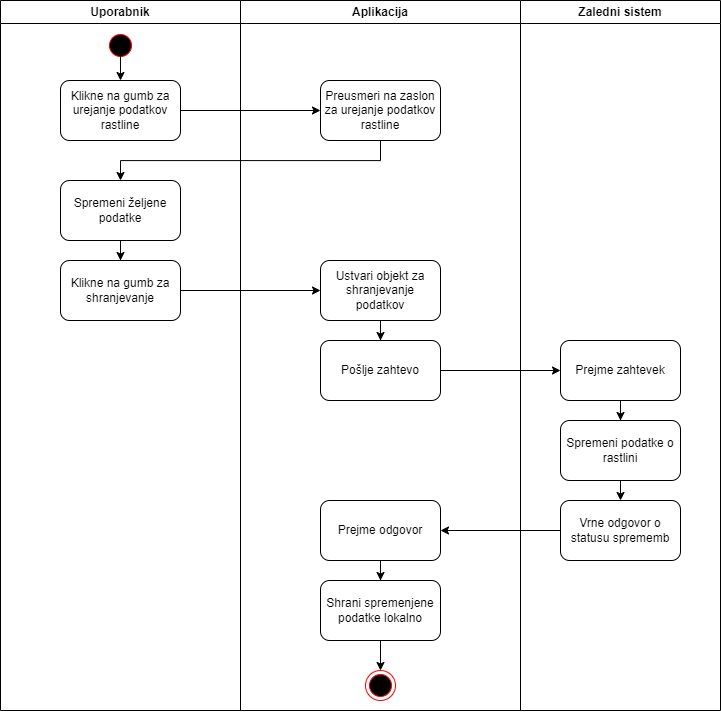 Uporabnik
Aplikacija
Zaledni sistem
Klikne na gumb za
urejanje podatkov
rastline
Preusmeri na zaslon
za urejanje podatkov
rastline
Spremeni željene
podatke
Klikne na gumb za
shranjevanje
Ustvari objekt za
shranjevanje
podatkov
Pošlje zahtevo
Prejme zahtevek
Spremeni podatke o
rastlini
Vrne odgovor o
statusu sprememb
Prejme odgovor
Shrani spremenjene
podatke lokalno